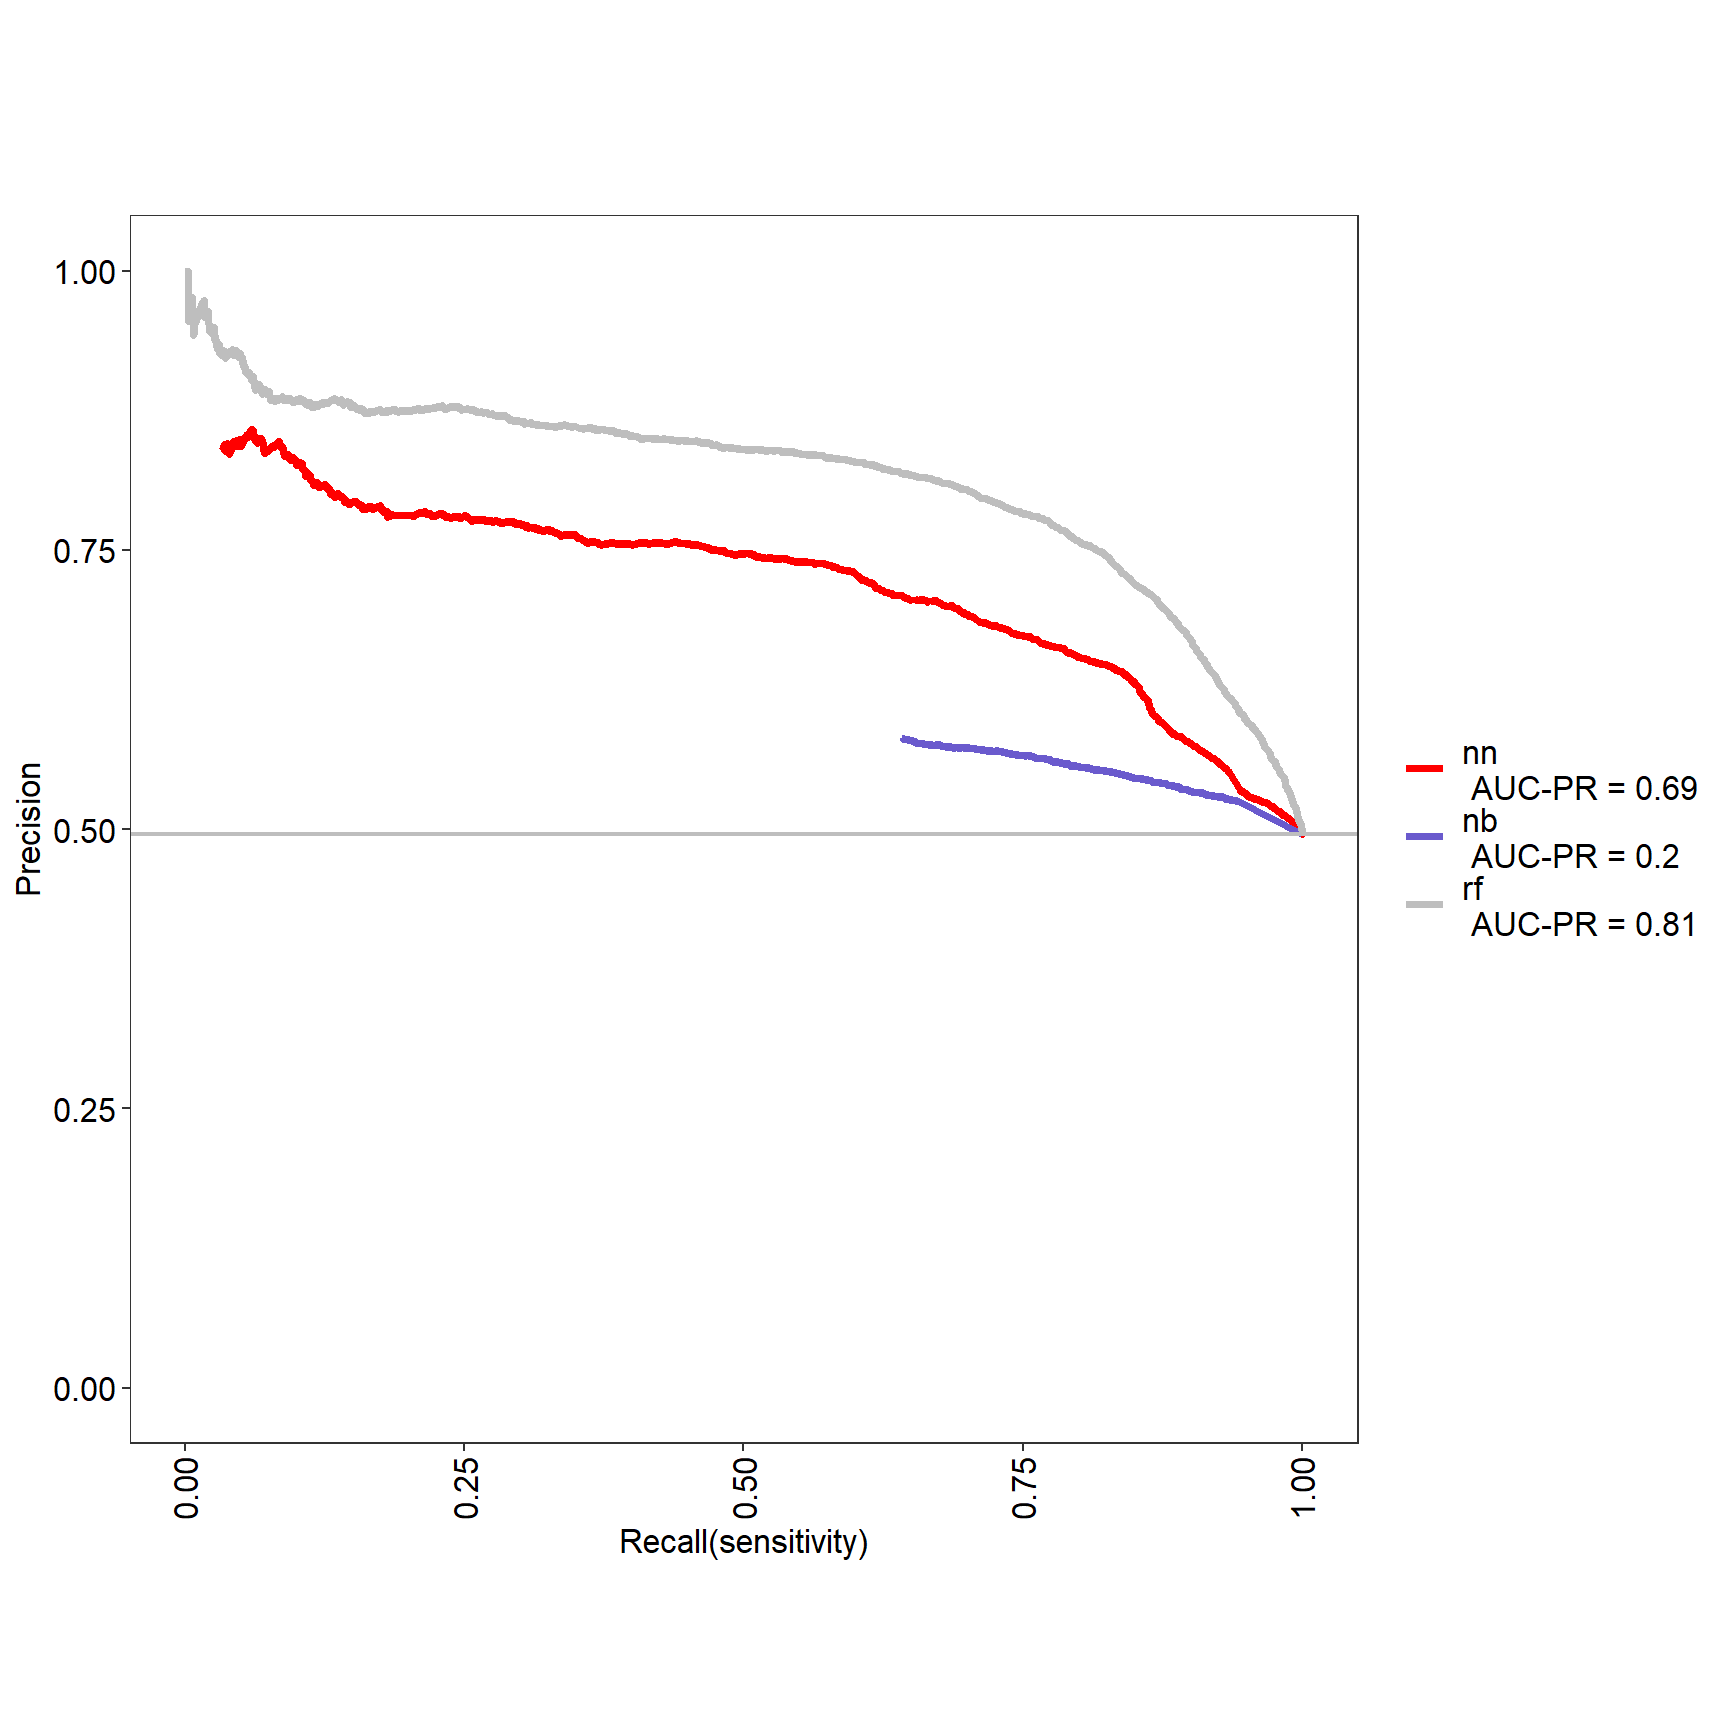 1.00
0.75
0.50
0.25
0.00
Precision
0.00
0.25
0.50
0.75
1.00
Recall(sensitivity)
nn
AUC-PR = 0.69
nb
AUC-PR = 0.2
rf
AUC-PR = 0.81